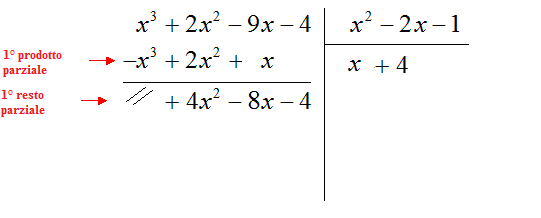 x³ + 2x² − 9x − 4
x² − 2x − 1
1° prodotto
parziale
−x³ + 2x² + x
x + 4
1° resto
parziale
+ 4x² − 8x − 4